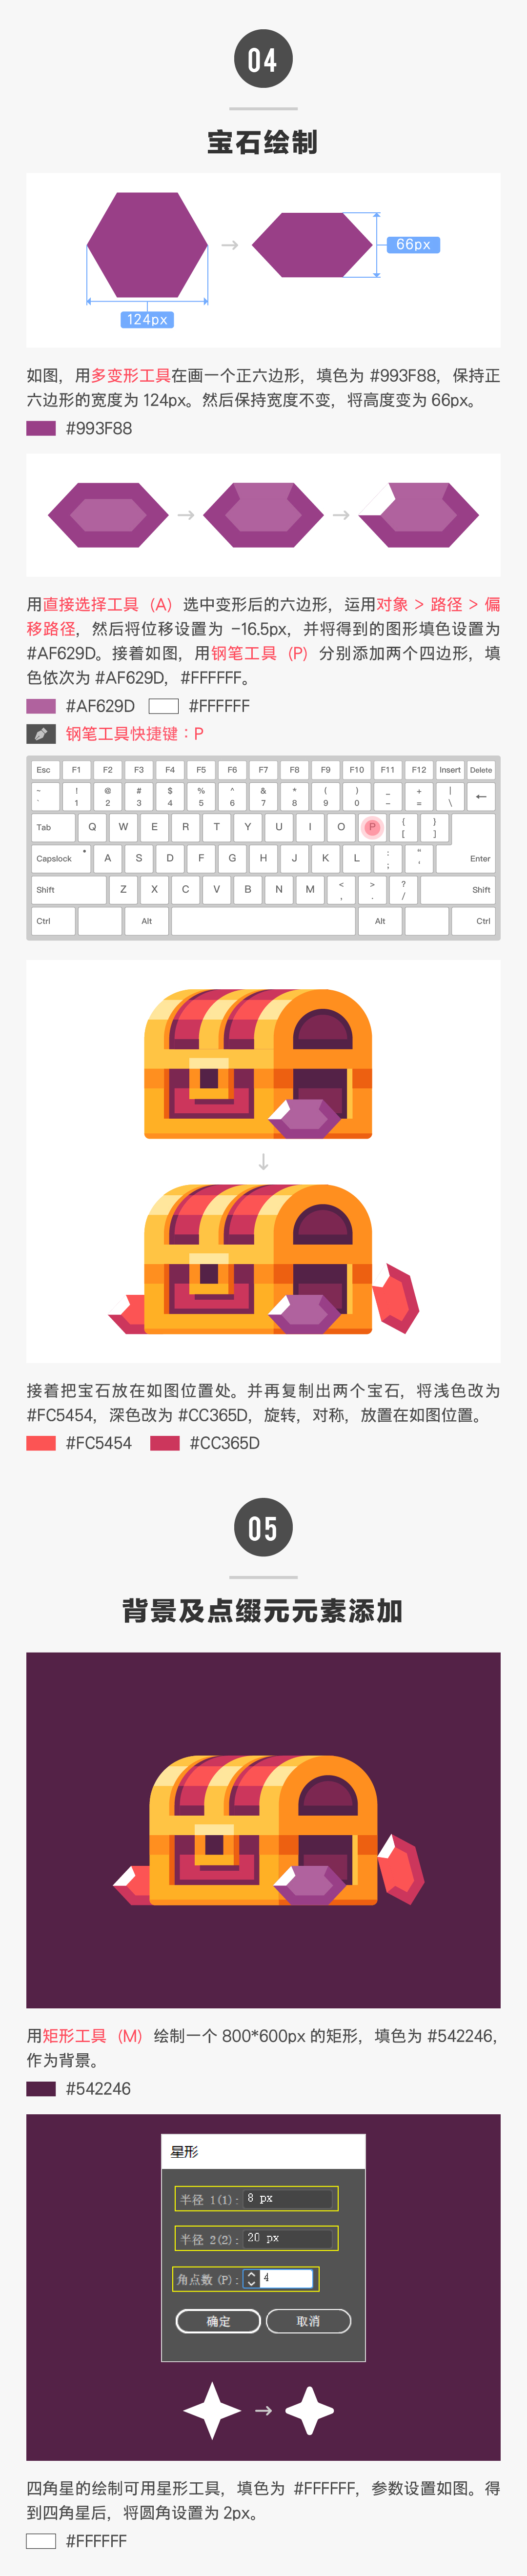 04
宝石绘制
66px
124px
如图，用多变形工具在画一个正六边形，填色为 #993F88，保持正
六边形的宽度为 124px。然后保持宽度不变，将高度变为 66px。
#993F88
用直接选择工具（A）选中变形后的六边形，运用对象 > 路径 > 偏
移路径，然后将位移设置为 -16.5px，并将得到的图形填色设置为
#AF629D。接着如图，用钢笔工具（P）分别添加两个四边形，填
色依次为 #AF629D，#FFFFFF。
#AF629D #FFFFFF
钢笔工具快捷键：P
Esc F1 F2 F3 F4 F5 F6 F7 F8 F9 F10 F11 F12 Insert Delete
~ ! @ # $ % ^ & * ( ) _ + |
` 1 2 3 4 5 6 7 8 9 0 - = \ ←
Tab Q W E R T Y U I O P { [ } ]
Capslock A S D F G H J K L : ; " ' Enter
Shift Z X C V B N M < , > . ? / Shift
Ctrl Alt Alt Ctrl
接着把宝石放在如图位置处。并再复制出两个宝石，将浅色改为
#FC5454，深色改为 #CC365D，旋转，对称，放置在如图位置。
#FC5454 #CC365D
05
背景及点缀元元素添加
用矩形工具（M）绘制一个 800*600px 的矩形，填色为 #542246，
作为背景。
#542246
星形
半径 1(1): 8 px
半径 2(2): 20 px
角点数 (P): 4
确定 取消
四角星的绘制可用星形工具，填色为 #FFFFFF，参数设置如图。得
到四角星后，将圆角设置为 2px。
#FFFFFF